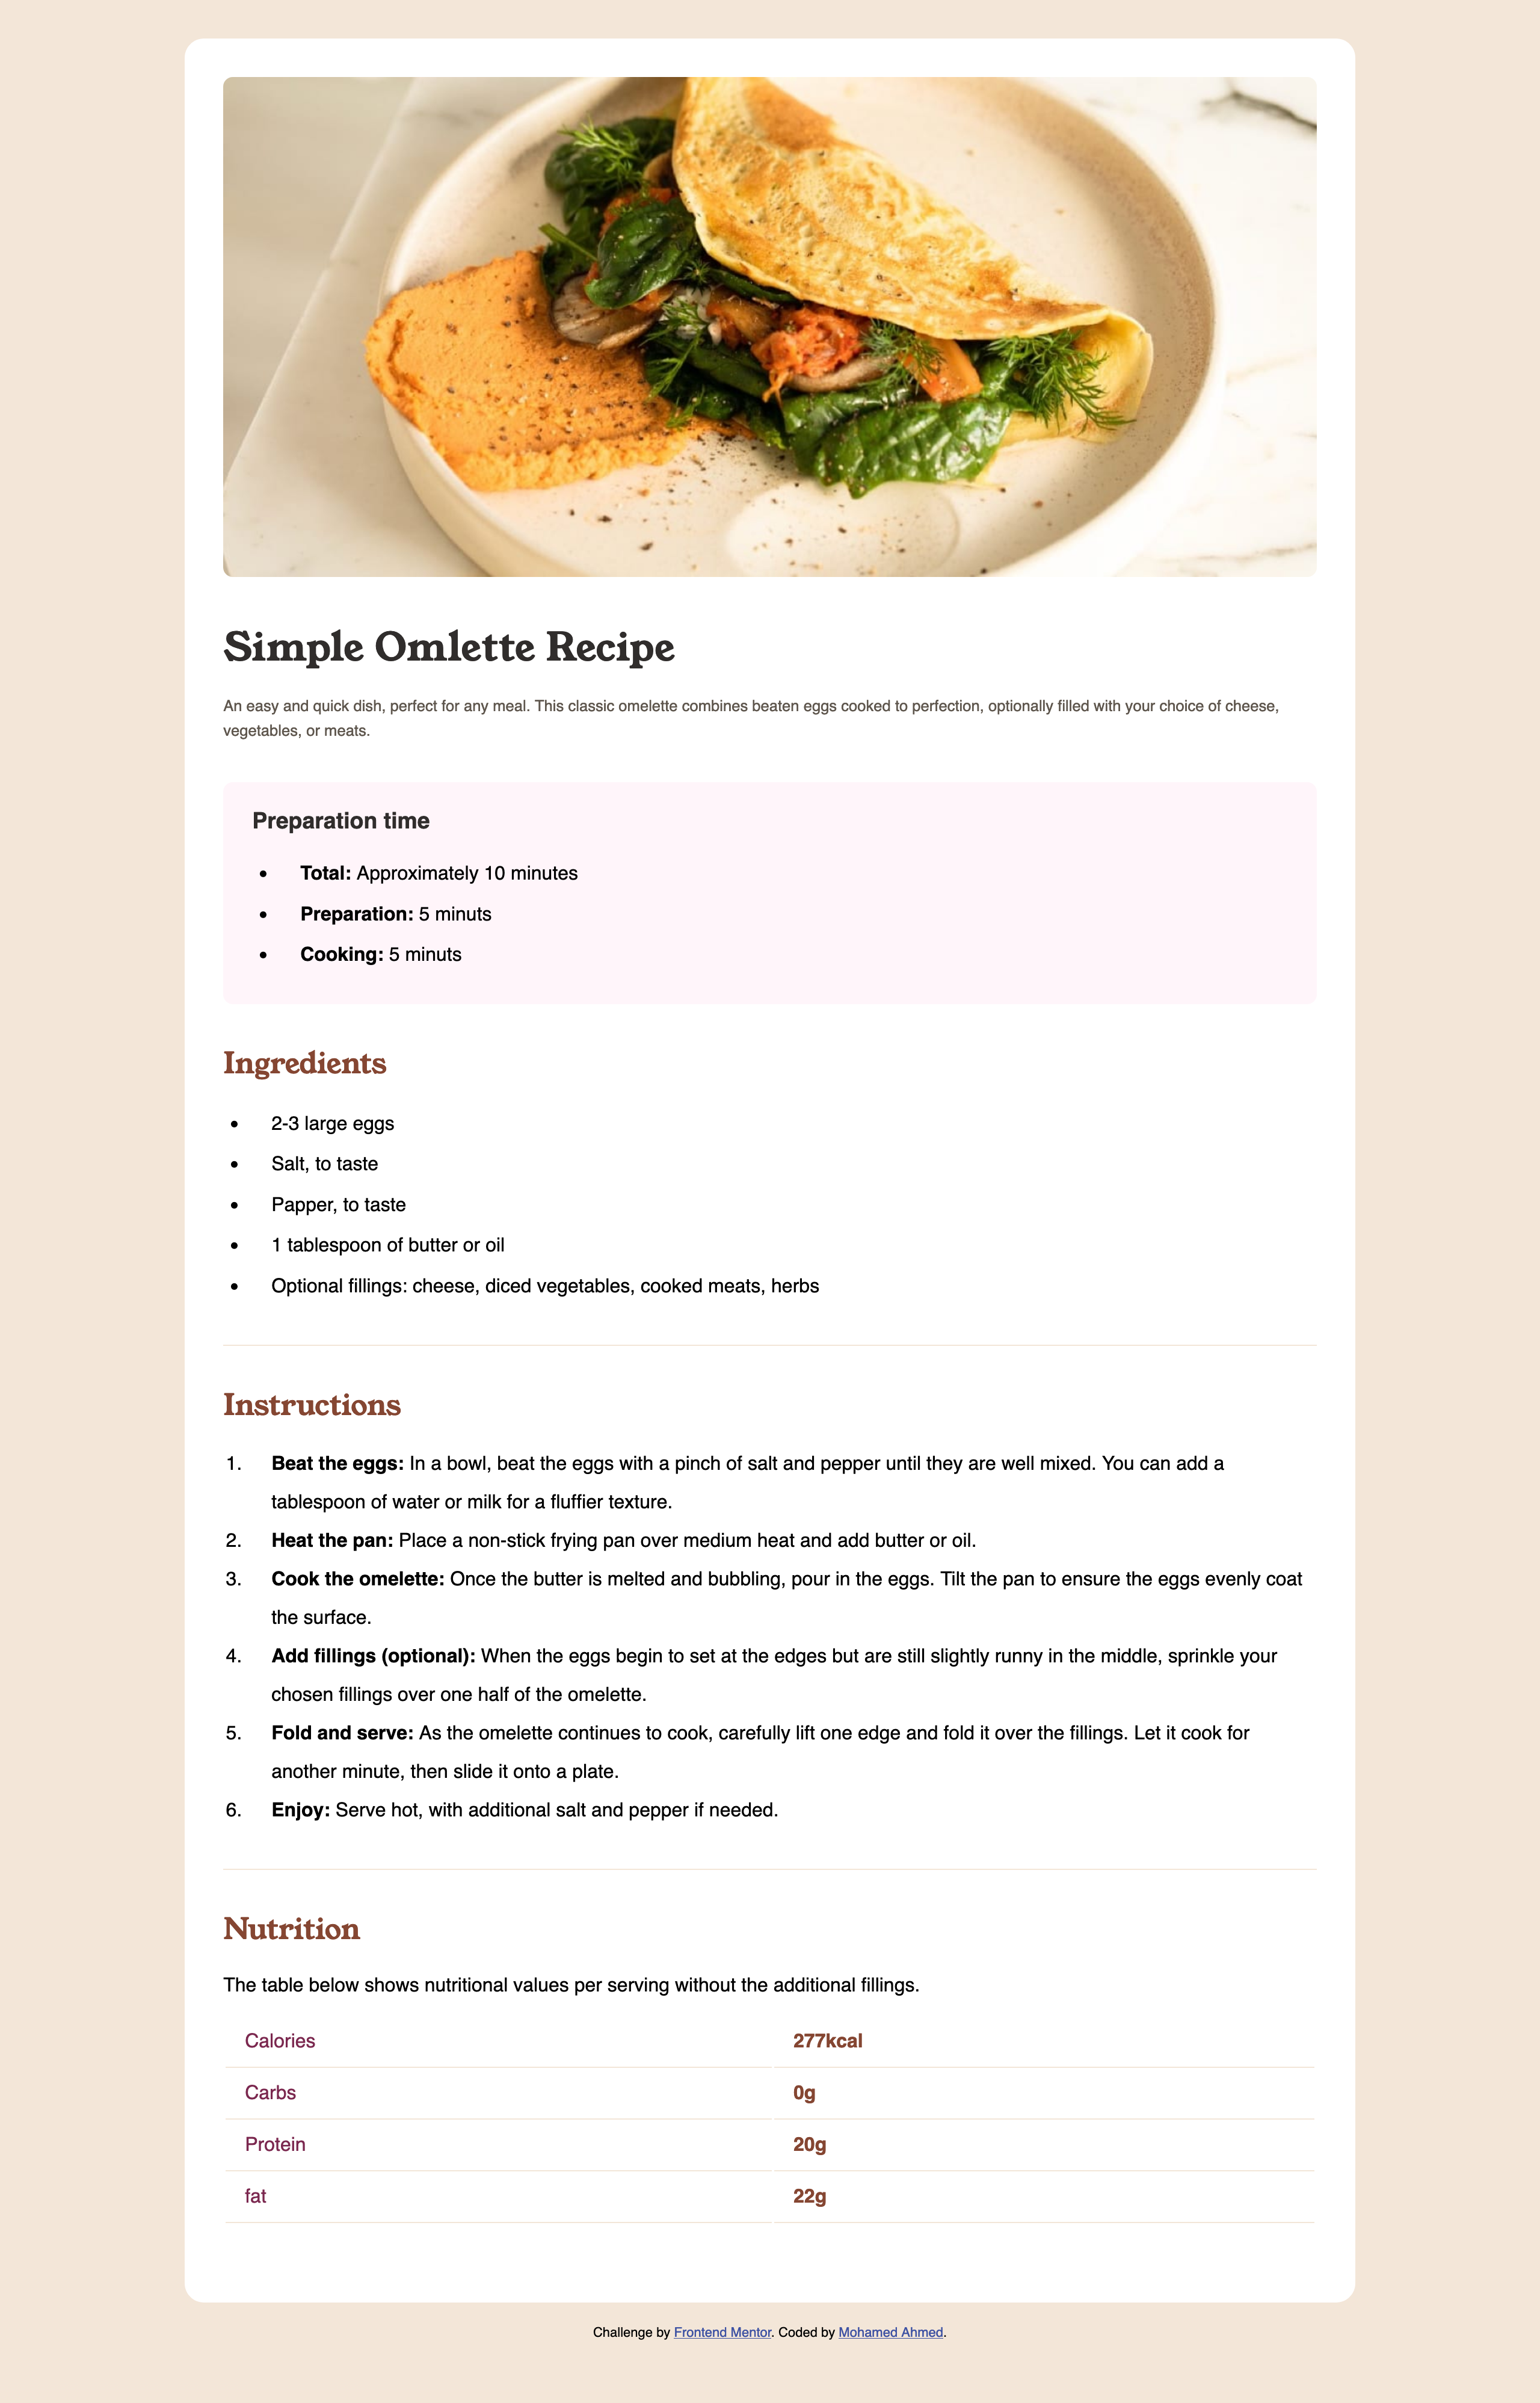 Simple Omlette Recipe
An easy and quick dish, perfect for any meal. This classic omelette combines beaten eggs cooked to perfection, optionally filled with your choice of cheese,
vegetables, or meats.
Preparation time
• Total: Approximately 10 minutes
• Preparation: 5 minuts
• Cooking: 5 minuts
Ingredients
• 2-3 large eggs
• Salt, to taste
• Papper, to taste
• 1 tablespoon of butter or oil
• Optional fillings: cheese, diced vegetables, cooked meats, herbs
Instructions
1. Beat the eggs: In a bowl, beat the eggs with a pinch of salt and pepper until they are well mixed. You can add a
tablespoon of water or milk for a fluffier texture.
2. Heat the pan: Place a non-stick frying pan over medium heat and add butter or oil.
3. Cook the omelette: Once the butter is melted and bubbling, pour in the eggs. Tilt the pan to ensure the eggs evenly coat
the surface.
4. Add fillings (optional): When the eggs begin to set at the edges but are still slightly runny in the middle, sprinkle your
chosen fillings over one half of the omelette.
5. Fold and serve: As the omelette continues to cook, carefully lift one edge and fold it over the fillings. Let it cook for
another minute, then slide it onto a plate.
6. Enjoy: Serve hot, with additional salt and pepper if needed.
Nutrition
The table below shows nutritional values per serving without the additional fillings.
Calories 277kcal
Carbs 0g
Protein 20g
fat 22g
Challenge by Frontend Mentor. Coded by Mohamed Ahmed.